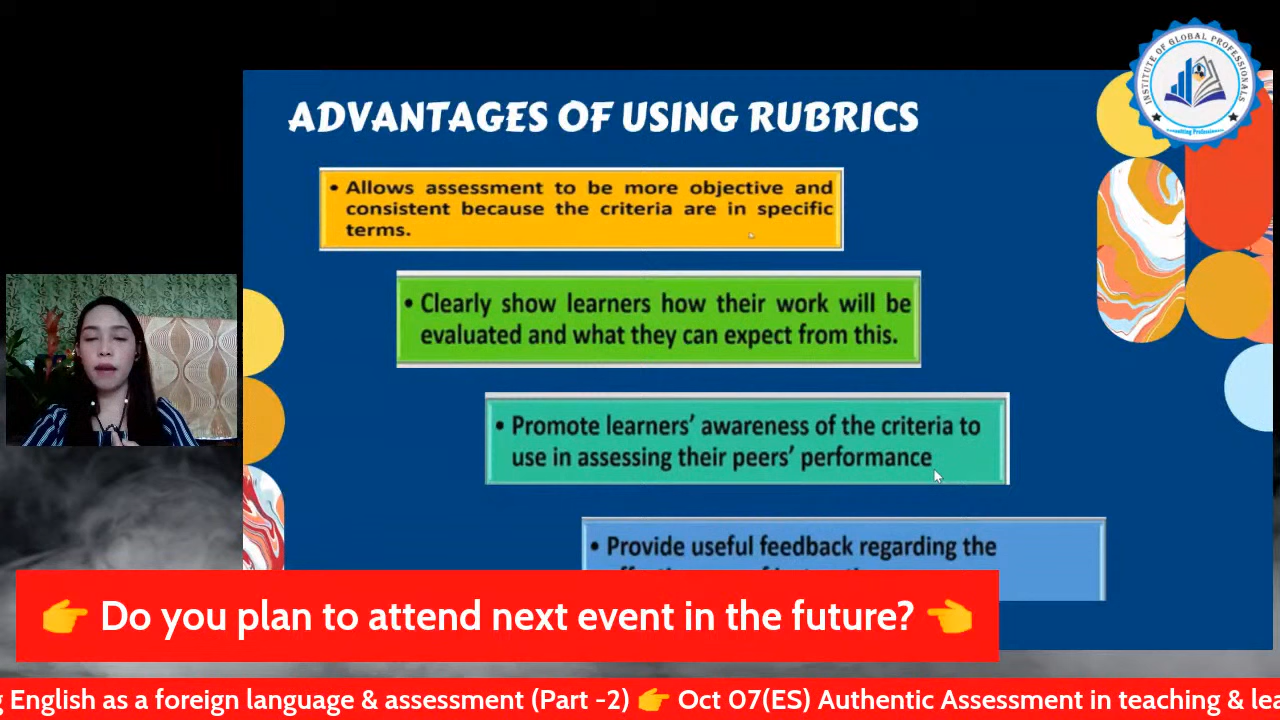 INSTITUTE OF GLOBAL PROFESSIONALS
Consulting Professionals
ADVANTAGES OF USING RUBRICS
• Allows assessment to be more objective and
consistent because the criteria are in specific
terms.
• Clearly show learners how their work will be
evaluated and what they can expect from this.
• Promote learners’ awareness of the criteria to
use in assessing their peers’ performance
• Provide useful feedback regarding the
👉 Do you plan to attend next event in the future? 👈
English as a foreign language & assessment (Part -2) 👉 Oct 07(ES) Authentic Assessment in teaching &